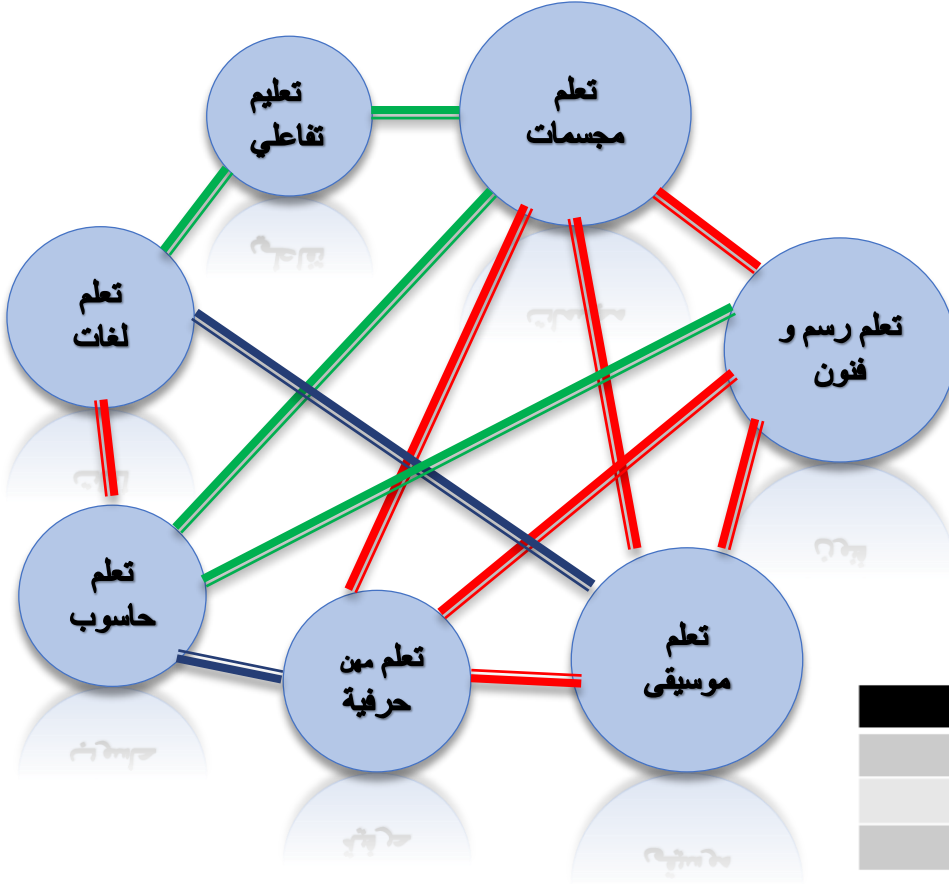 تعليم
تفاعلي
تعلم
مجسمات
تعلم
لغات
تعلم رسم و
فنون
تعلم
حاسوب
تعلم مهن
حرفية
تعلم
موسيقى